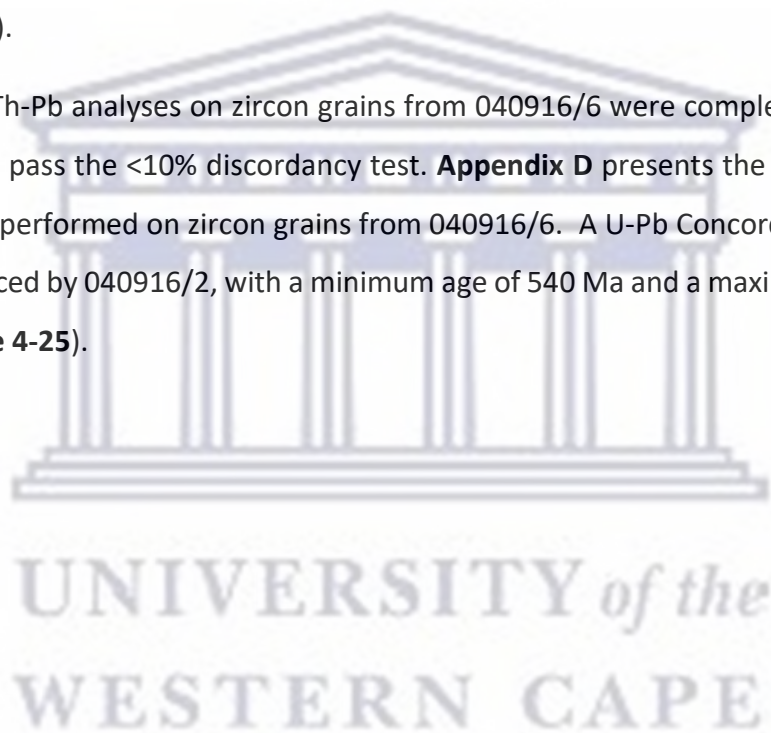 ).
Th-Pb analyses on zircon grains from 040916/6 were comple
pass the <10% discordancy test. Appendix D presents the
performed on zircon grains from 040916/6. A U-Pb Concor
ced by 040916/2, with a minimum age of 540 Ma and a maxi
e 4-25).
UNIVERSITY of the
WESTERN CAPE